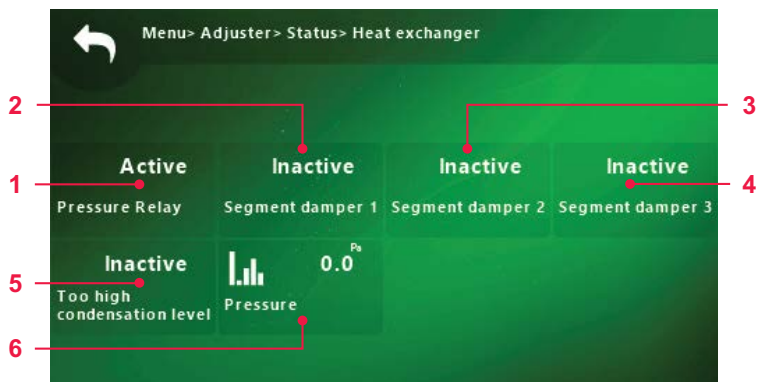 Menu> Adjuster> Status> Heat exchanger
2
3
Active
Inactive
Inactive
Inactive
1
4
Pressure Relay
Segment damper 1
Segment damper 2
Segment damper 3
Inactive
0.0 Pa
5
Too high
condensation level
Pressure
6